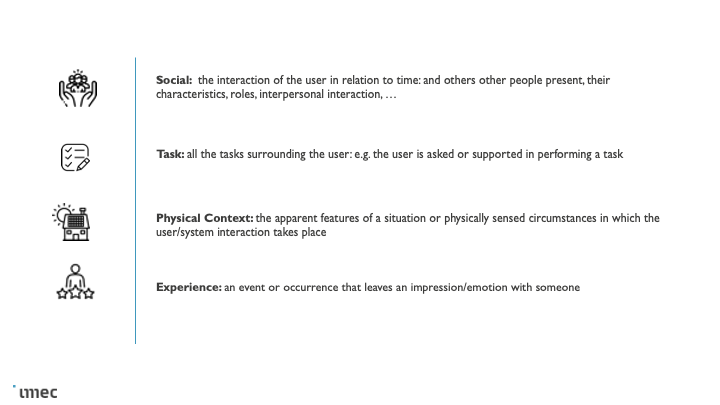 Social:  the interaction of the user in relation to time: and others other people present, their
characteristics, roles, interpersonal interaction, …
Task: all the tasks surrounding the user: e.g. the user is asked or supported in performing a task
Physical Context: the apparent features of a situation or physically sensed circumstances in which the
user/system interaction takes place
Experience: an event or occurrence that leaves an impression/emotion with someone
imec